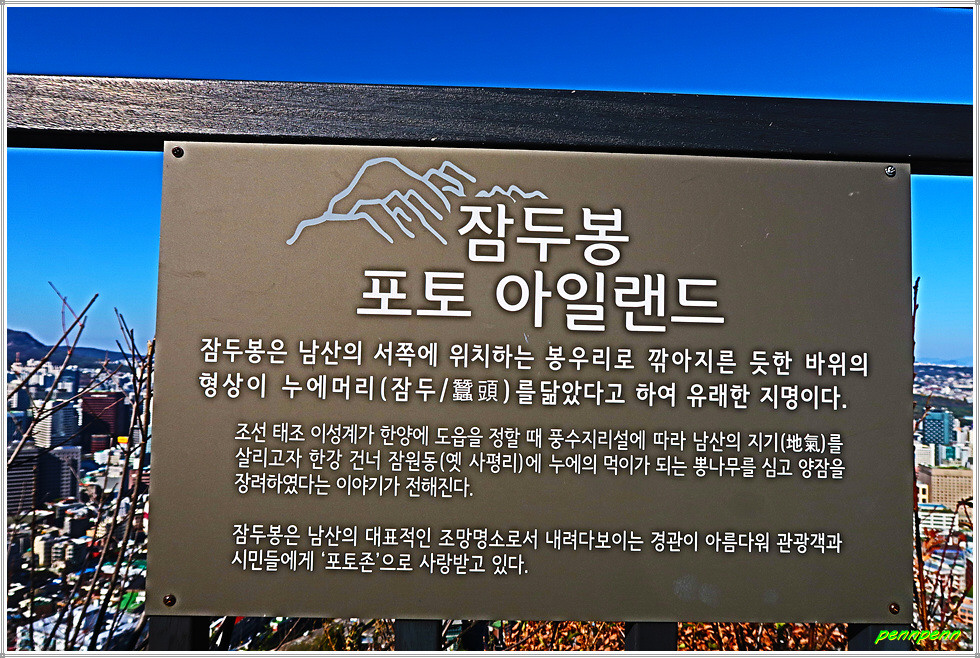 잠두봉
포토 아일랜드
잠두봉은 남산의 서쪽에 위치하는 봉우리로 깎아지른 듯한 바위의
형상이 누에머리(잠두/蠶頭)를닮았다고 하여 유래한 지명이다.
조선 태조 이성계가 한양에 도읍을 정할 때 풍수지리설에 따라 남산의 지기(地氣)를
살리고자 한강 건너 잠원동(옛 사평리)에 누에의 먹이가 되는 뽕나무를 심고 양잠을
장려하였다는 이야기가 전해진다.
잠두봉은 남산의 대표적인 조망명소로서 내려다보이는 경관이 아름다워 관광객과
시민들에게 ‘포토존’으로 사랑받고 있다.
pennpenn